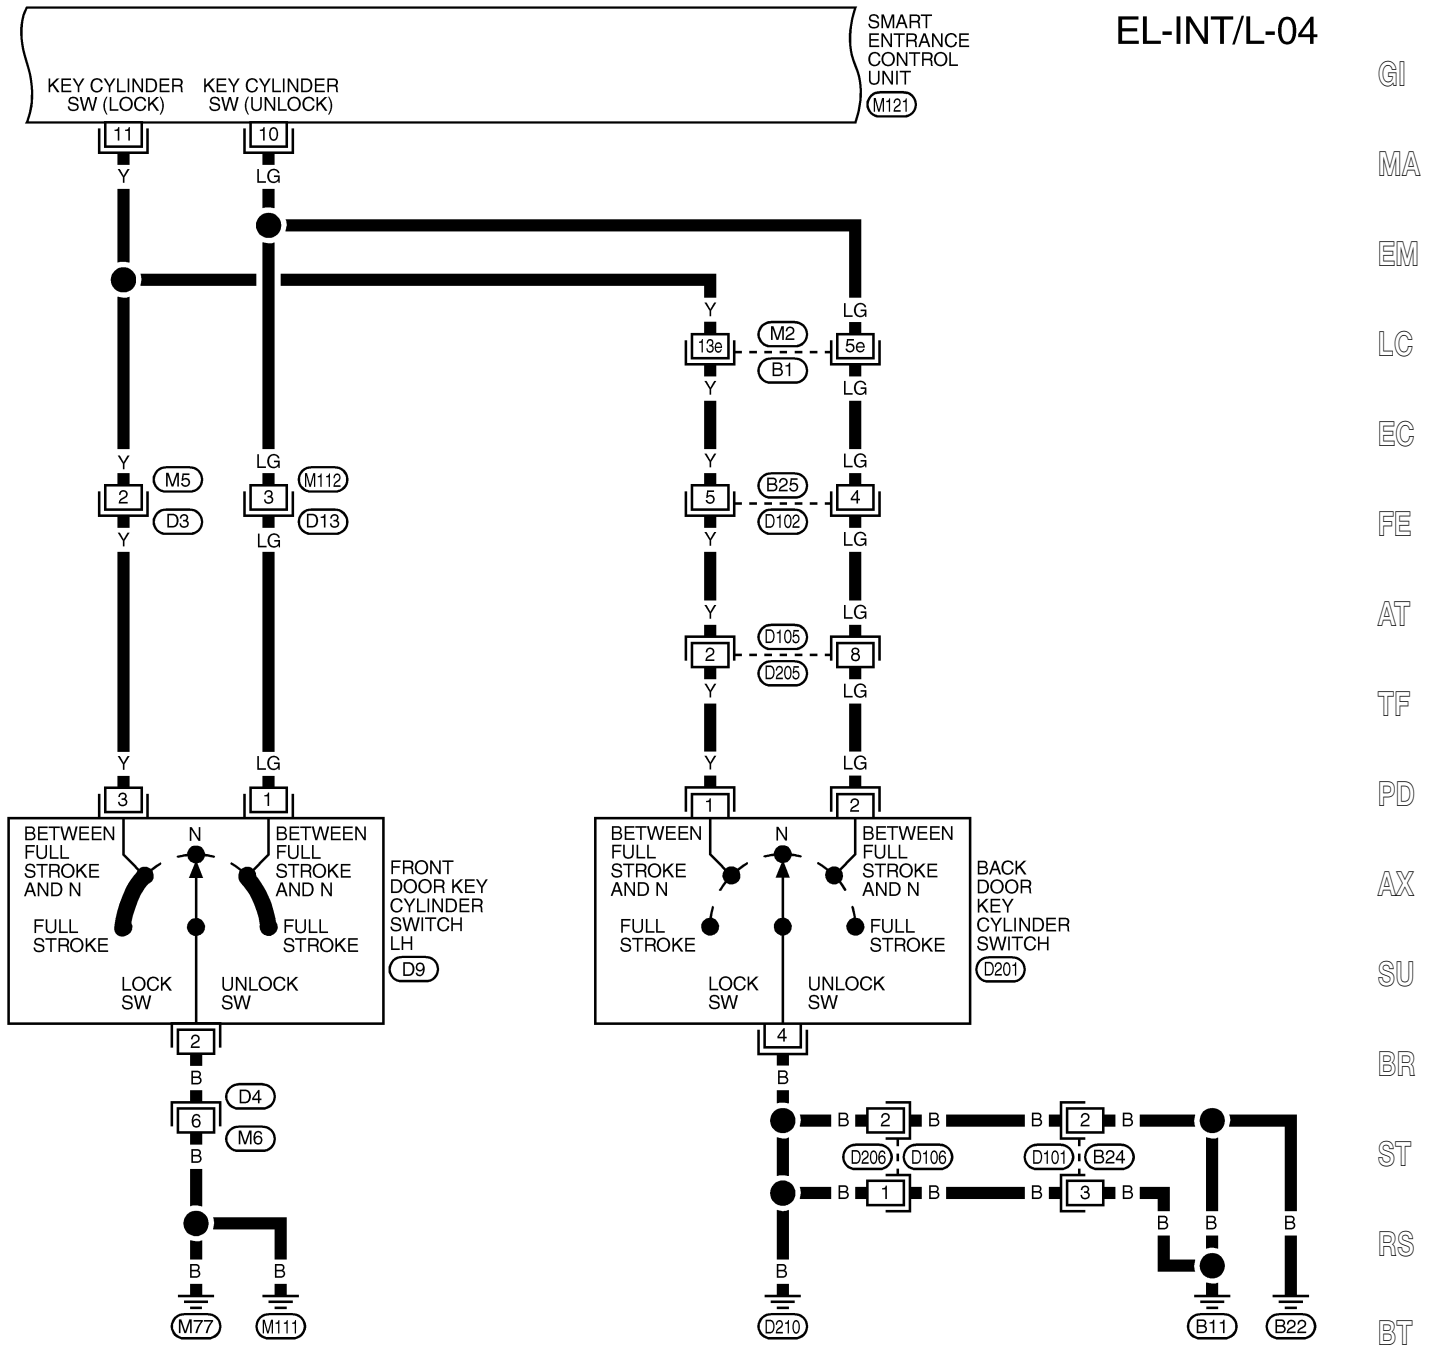 EL-INT/L-04
SMART
ENTRANCE
CONTROL
UNIT
M121
KEY CYLINDER
SW (LOCK)
KEY CYLINDER
SW (UNLOCK)
11
10
Y
LG
Y
LG
13e
M2
B1
5e
Y
LG
Y
LG
Y
LG
2
M5
D3
3
M112
D13
5
B25
D102
4
Y
LG
Y
LG
Y
LG
2
D105
D205
8
Y
LG
Y
LG
Y
LG
3
1
1
2
BETWEEN
FULL
STROKE
AND N
N
BETWEEN
FULL
STROKE
AND N
FULL
STROKE
FULL
STROKE
LOCK
SW
UNLOCK
SW
FRONT
DOOR KEY
CYLINDER
SWITCH
LH
D9
BETWEEN
FULL
STROKE
AND N
N
BETWEEN
FULL
STROKE
AND N
FULL
STROKE
FULL
STROKE
LOCK
SW
UNLOCK
SW
BACK
DOOR
KEY
CYLINDER
SWITCH
D201
2
B
D4
6
M6
B
B
B
M77
M111
4
B
B
2
B
B
2
B
D206
D106
D101
B24
B
1
B
B
3
B
B
B
B
B
D210
B11
B22
GI
MA
EM
LC
EC
FE
AT
TF
PD
AX
SU
BR
ST
RS
BT